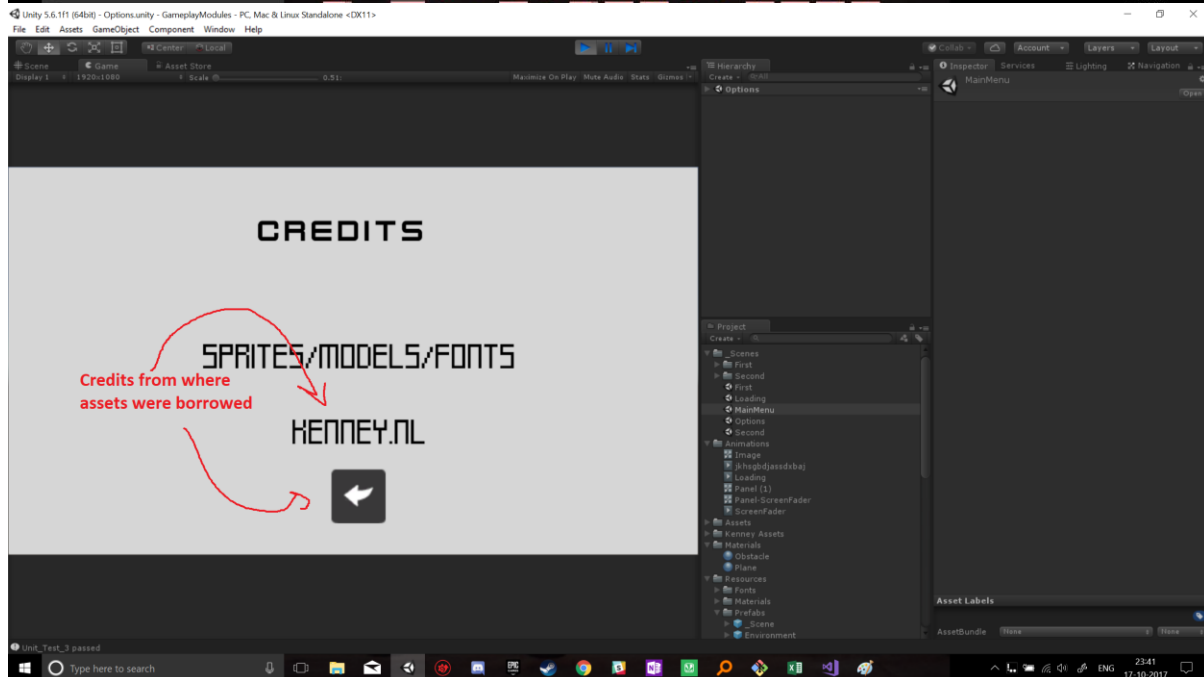 Unity 5.6.1f1 (64bit) - Options.unity - GameplayModules - PC, Mac & Linux Standalone <DX11>
File Edit Assets GameObject Component Window Help
Center Local
Collab Account Layers Layout
Scene Game Asset Store
Hierarchy
Inspector Services Lighting Navigation
Display 1 1920x1080 Scale 0.51: Maximize On Play Mute Audio Stats Gizmos
Create All
MainMenu
Open
Options
CREDITS
SPRITES/MODELS/FONTS
Credits from where
assets were borrowed
KENNEY.NL
Project
Create
_Scenes
First
Second
First
Loading
MainMenu
Options
Second
Animations
Image
jkhsgbdjassdxbaj
Loading
Panel (1)
Panel-ScreenFader
ScreenFader
Assets
Kenney Assets
Materials
Obstacle
Plane
Resources
Fonts
Materials
Prefabs
_Scene
Environment
Asset Labels
AssetBundle None None
Unit_Test_3 passed
Type here to search
ENG
23:41
17-10-2017